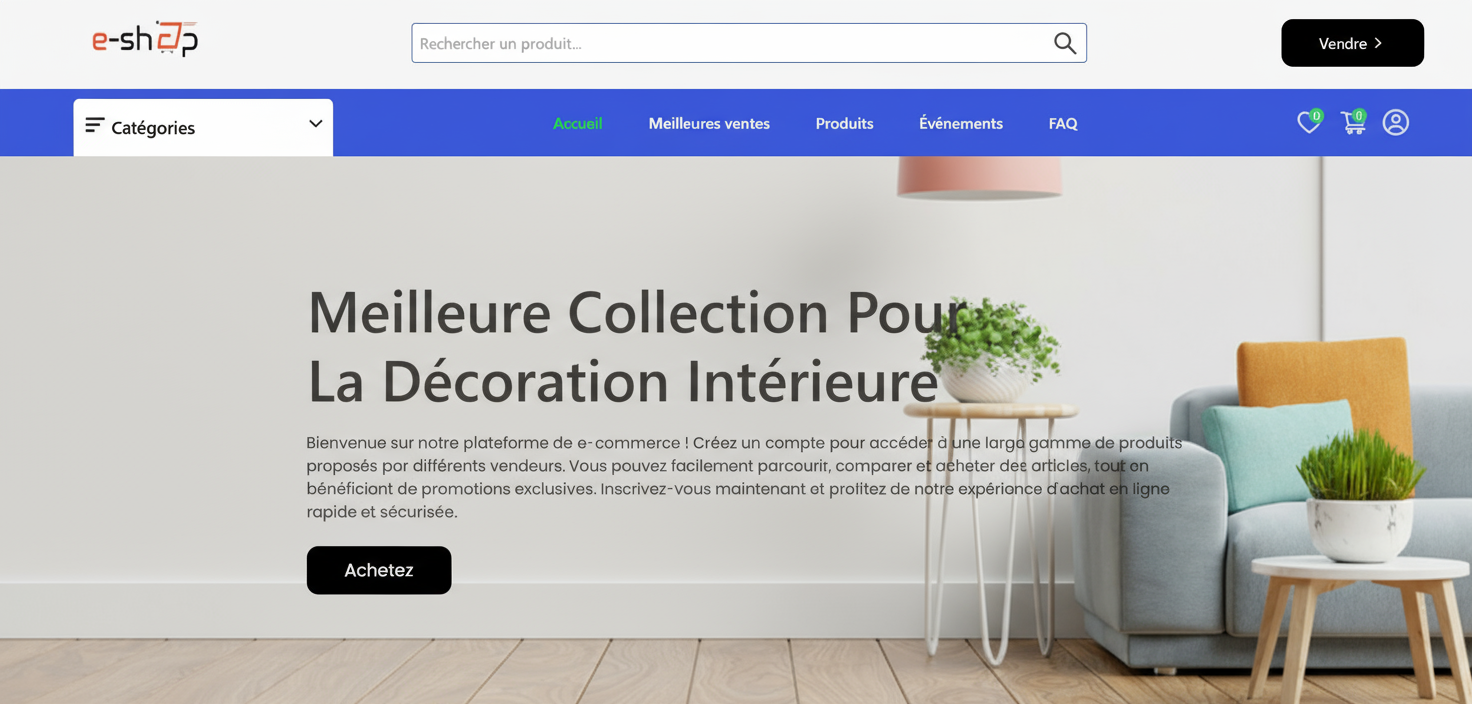 e-shop
Rechercher un produit...
Vendre
Catégories
Accueil
Meilleures ventes
Produits
Événements
FAQ
0
0
Meilleure Collection Pour
La Décoration Intérieure
Bienvenue sur notre plateforme de e-commerce ! Créez un compte pour accéder à une large gamme de produits
proposés par différents vendeurs. Vous pouvez facilement parcourir, comparer et acheter des articles, tout en
bénéficiant de promotions exclusives. Inscrivez-vous maintenant et profitez de notre expérience d'achat en ligne
rapide et sécurisée.
Achetez